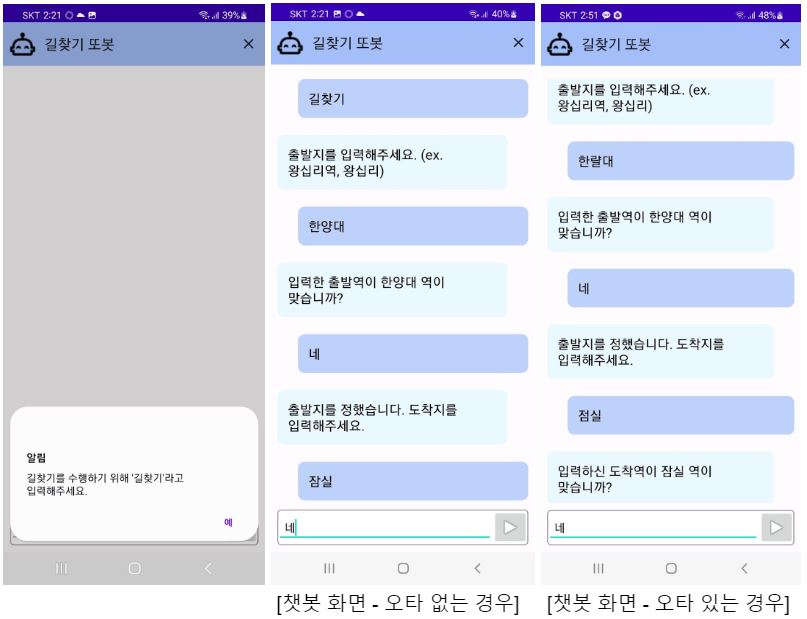 SKT 2:21
39%
길찾기 또봇
알림
길찾기를 수행하기 위해 '길찾기'라고
입력해주세요.
예
SKT 2:21
40%
길찾기 또봇
길찾기
출발지를 입력해주세요. (ex.
왕십리역, 왕십리)
한양대
입력한 출발역이 한양대 역이
맞습니까?
네
출발지를 정했습니다. 도착지를
입력해주세요.
잠실
네
[챗봇 화면 - 오타 없는 경우]
SKT 2:51
48%
길찾기 또봇
출발지를 입력해주세요. (ex.
왕십리역, 왕십리)
한랼대
입력한 출발역이 한양대 역이
맞습니까?
네
출발지를 정했습니다. 도착지를
입력해주세요.
점실
입력하신 도착역이 잠실 역이
맞습니까?
네
[챗봇 화면 - 오타 있는 경우]